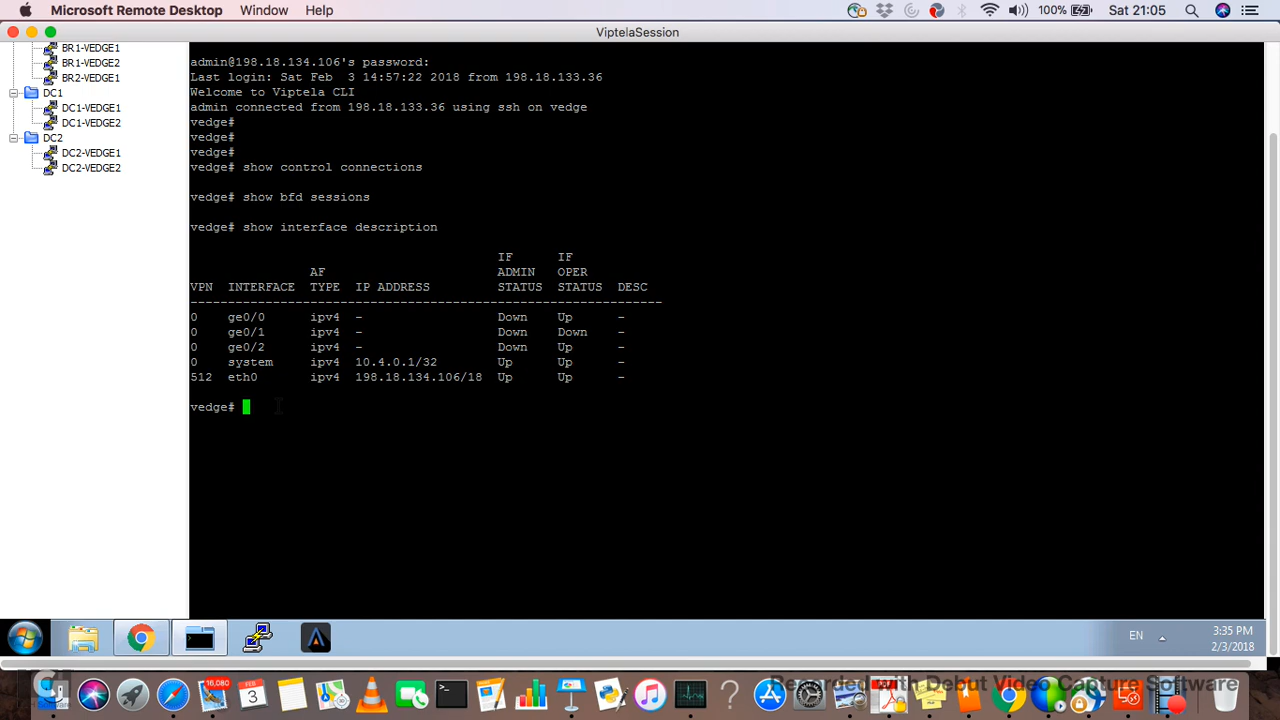 Microsoft Remote Desktop Window Help
100% Sat 21:05
ViptelaSession
BR1-VEDGE1
BR1-VEDGE2
BR2-VEDGE1
DC1
DC1-VEDGE1
DC1-VEDGE2
DC2
DC2-VEDGE1
DC2-VEDGE2
admin@198.18.134.106's password:
Last login: Sat Feb  3 14:57:22 2018 from 198.18.133.36
Welcome to Viptela CLI
admin connected from 198.18.133.36 using ssh on vedge
vedge#
vedge#
vedge#
vedge# show control connections
vedge# show bfd sessions
vedge# show interface description
IF IF
AF ADMIN OPER
VPN INTERFACE TYPE IP ADDRESS STATUS STATUS DESC
--------------------------------------------------------------
0 ge0/0 ipv4 - Down Up -
0 ge0/1 ipv4 - Down Down -
0 ge0/2 ipv4 - Down Up -
0 system ipv4 10.4.0.1/32 Up Up -
512 eth0 ipv4 198.18.134.106/18 Up Up -
vedge#
EN
3:35 PM
2/3/2018
16,080
3
Recorded with Debut Video Capture Software